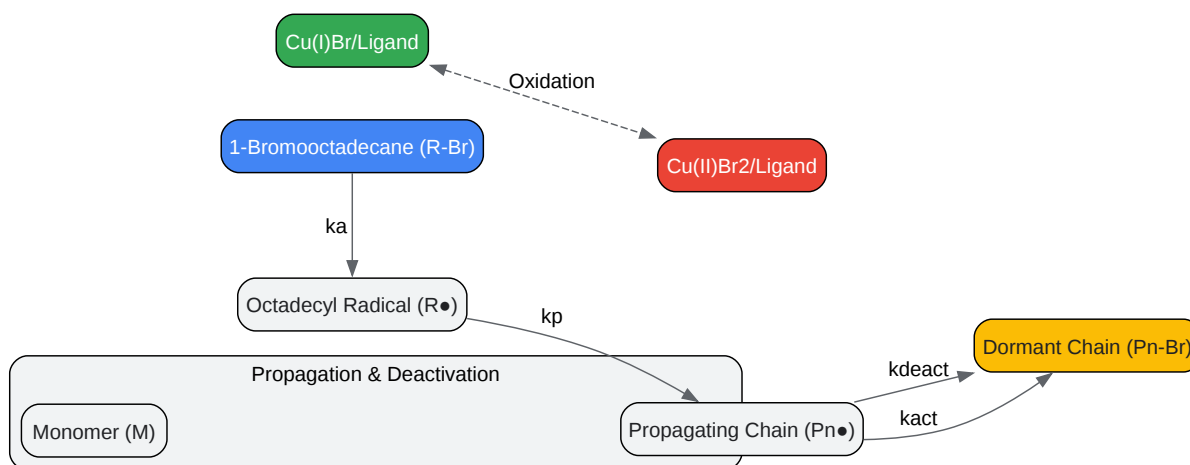 Cu(I)Br/Ligand
Oxidation
1-Bromooctadecane (R-Br)
Cu(II)Br2/Ligand
ka
Octadecyl Radical (R●)
kp
Dormant Chain (Pn-Br)
Propagation & Deactivation
kdeact
kact
Monomer (M)
Propagating Chain (Pn●)